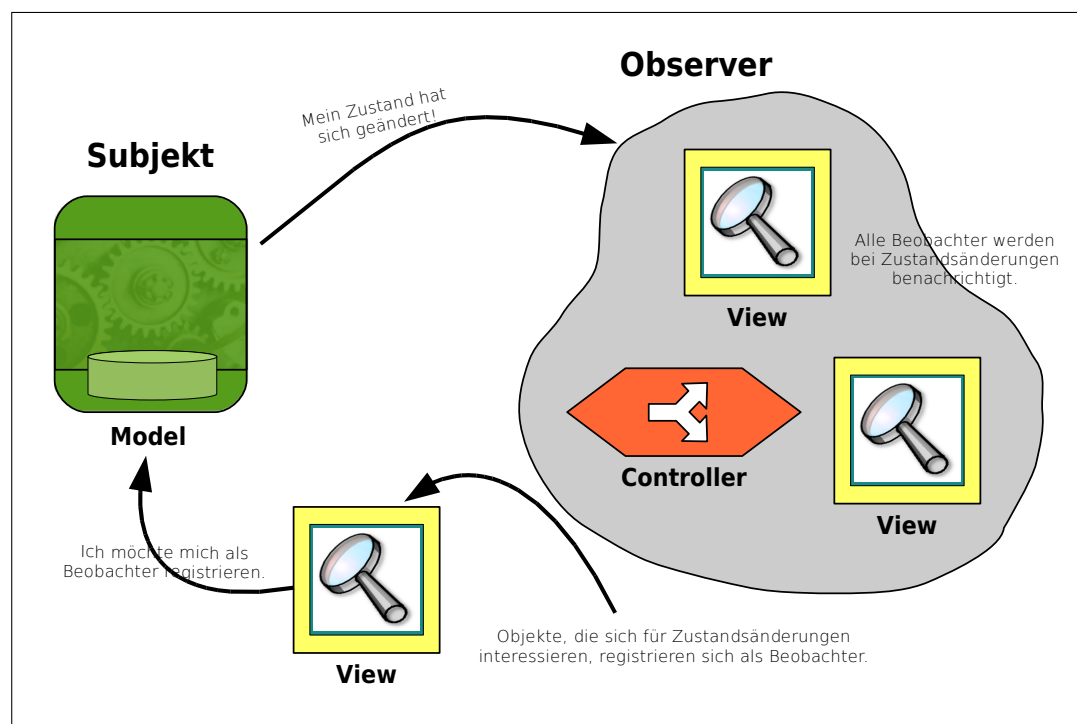 Observer
Mein Zustand hat
sich geändert!
Subjekt
Alle Beobachter werden
bei Zustandsänderungen
benachrichtigt.
View
Model
Controller
View
Ich möchte mich als
Beobachter registrieren.
Objekte, die sich für Zustandsänderungen
interessieren, registrieren sich als Beobachter.
View